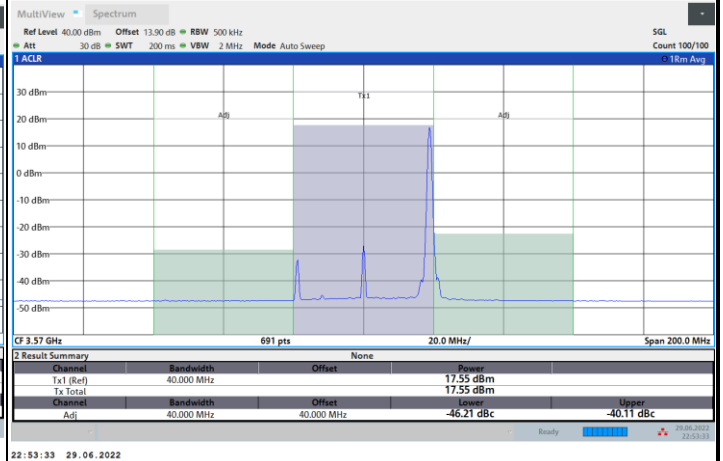 MultiView Spectrum
Ref Level 40.00 dBm Offset 13.90 dB RBW 500 kHz SGL
Att 30 dB SWT 200 ms VBW 2 MHz Mode Auto Sweep Count 100/100
1 ACLR 1Rm Avg
30 dBm
Tx1
20 dBm
Adj Adj
10 dBm
0 dBm
-10 dBm
-20 dBm
-30 dBm
-40 dBm
-50 dBm
CF 3.57 GHz 691 pts 20.0 MHz/ Span 200.0 MHz
2 Result Summary None
Channel Bandwidth Offset Power
Tx1 (Ref) 40.000 MHz 17.55 dBm
Tx Total 17.55 dBm
Channel Bandwidth Offset Lower Upper
Adj 40.000 MHz 40.000 MHz -46.21 dBc -40.11 dBc
Ready 29.06.2022
22:53:33
22:53:33 29.06.2022